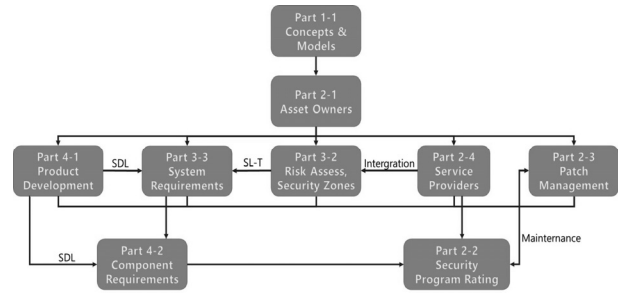 Part 1-1
Concepts &
Models
Part 2-1
Asset Owners
Part 4-1
Product
Development
SDL
Part 3-3
System
Requirements
SL-T
Part 3-2
Risk Assess,
Security Zones
Intergration
Part 2-4
Service
Providers
Part 2-3
Patch
Management
SDL
Part 4-2
Component
Requirements
Part 2-2
Security
Program Rating
Mainternance